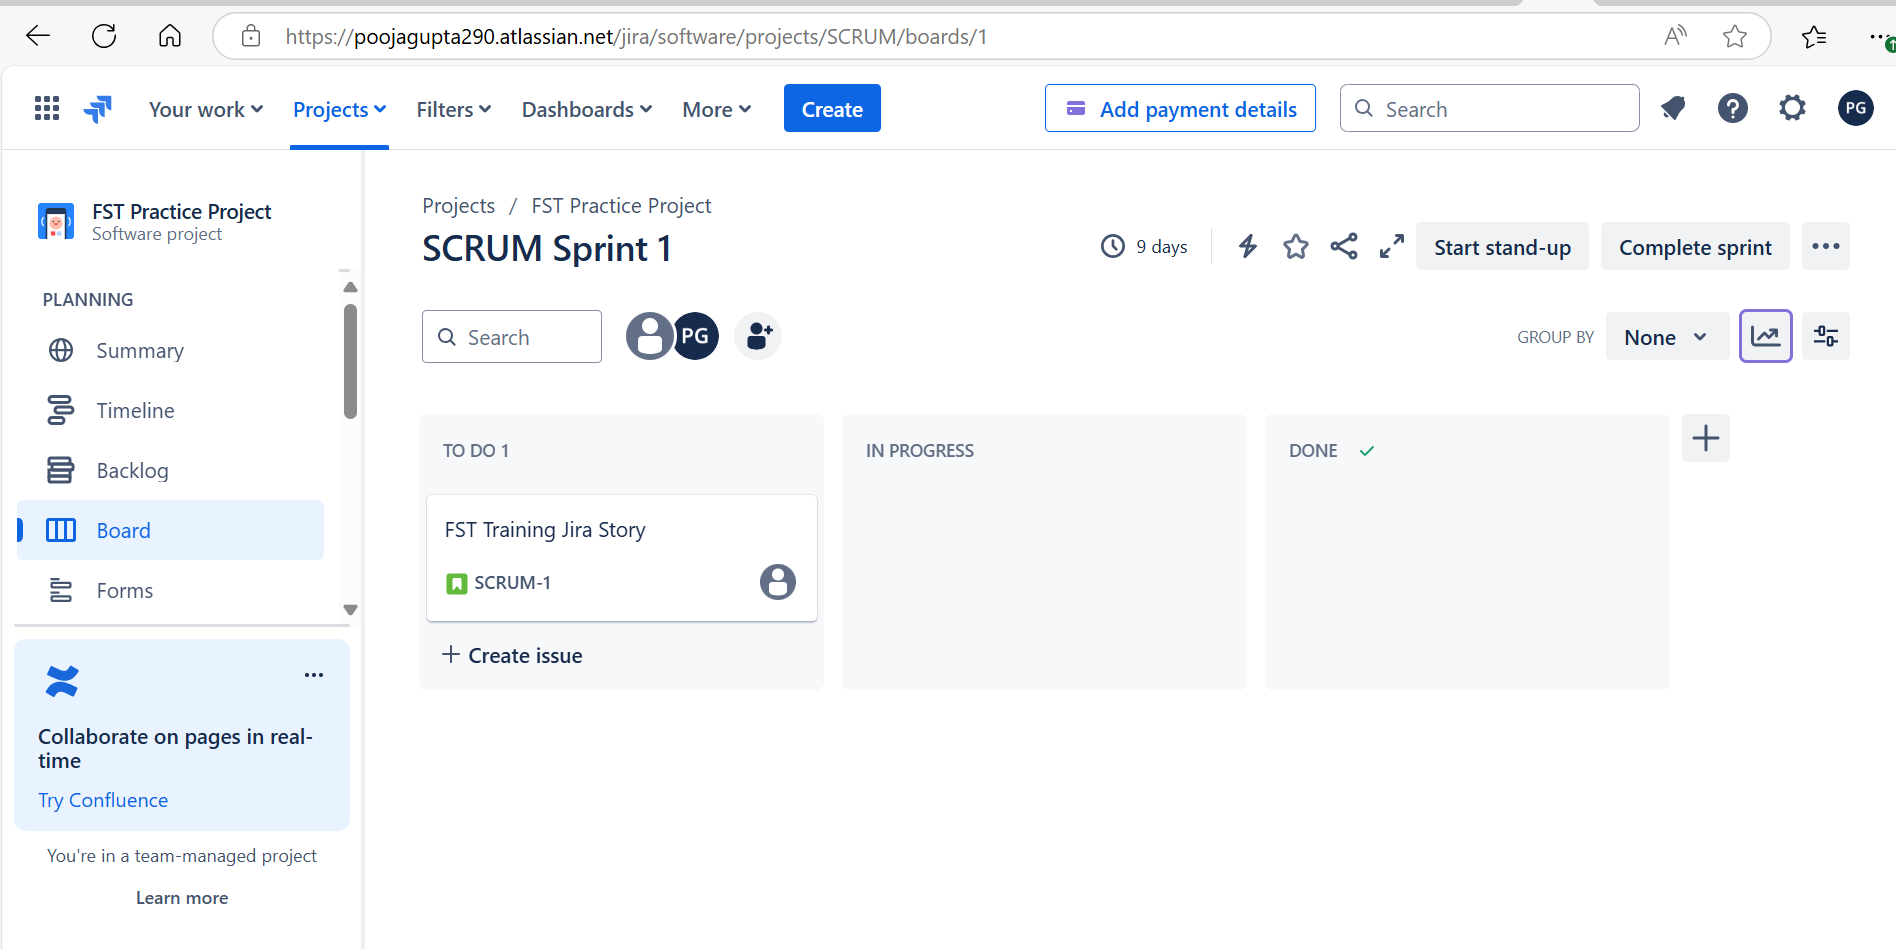 https://poojagupta290.atlassian.net/jira/software/projects/SCRUM/boards/1
Your work
Projects
Filters
Dashboards
More
Create
Add payment details
Search
PG
FST Practice Project
Software project
PLANNING
Summary
Timeline
Backlog
Board
Forms
Collaborate on pages in real-
time
Try Confluence
You're in a team-managed project
Learn more
Projects / FST Practice Project
SCRUM Sprint 1
9 days
Start stand-up
Complete sprint
Search
PG
GROUP BY
None
TO DO 1
IN PROGRESS
DONE
FST Training Jira Story
SCRUM-1
+ Create issue